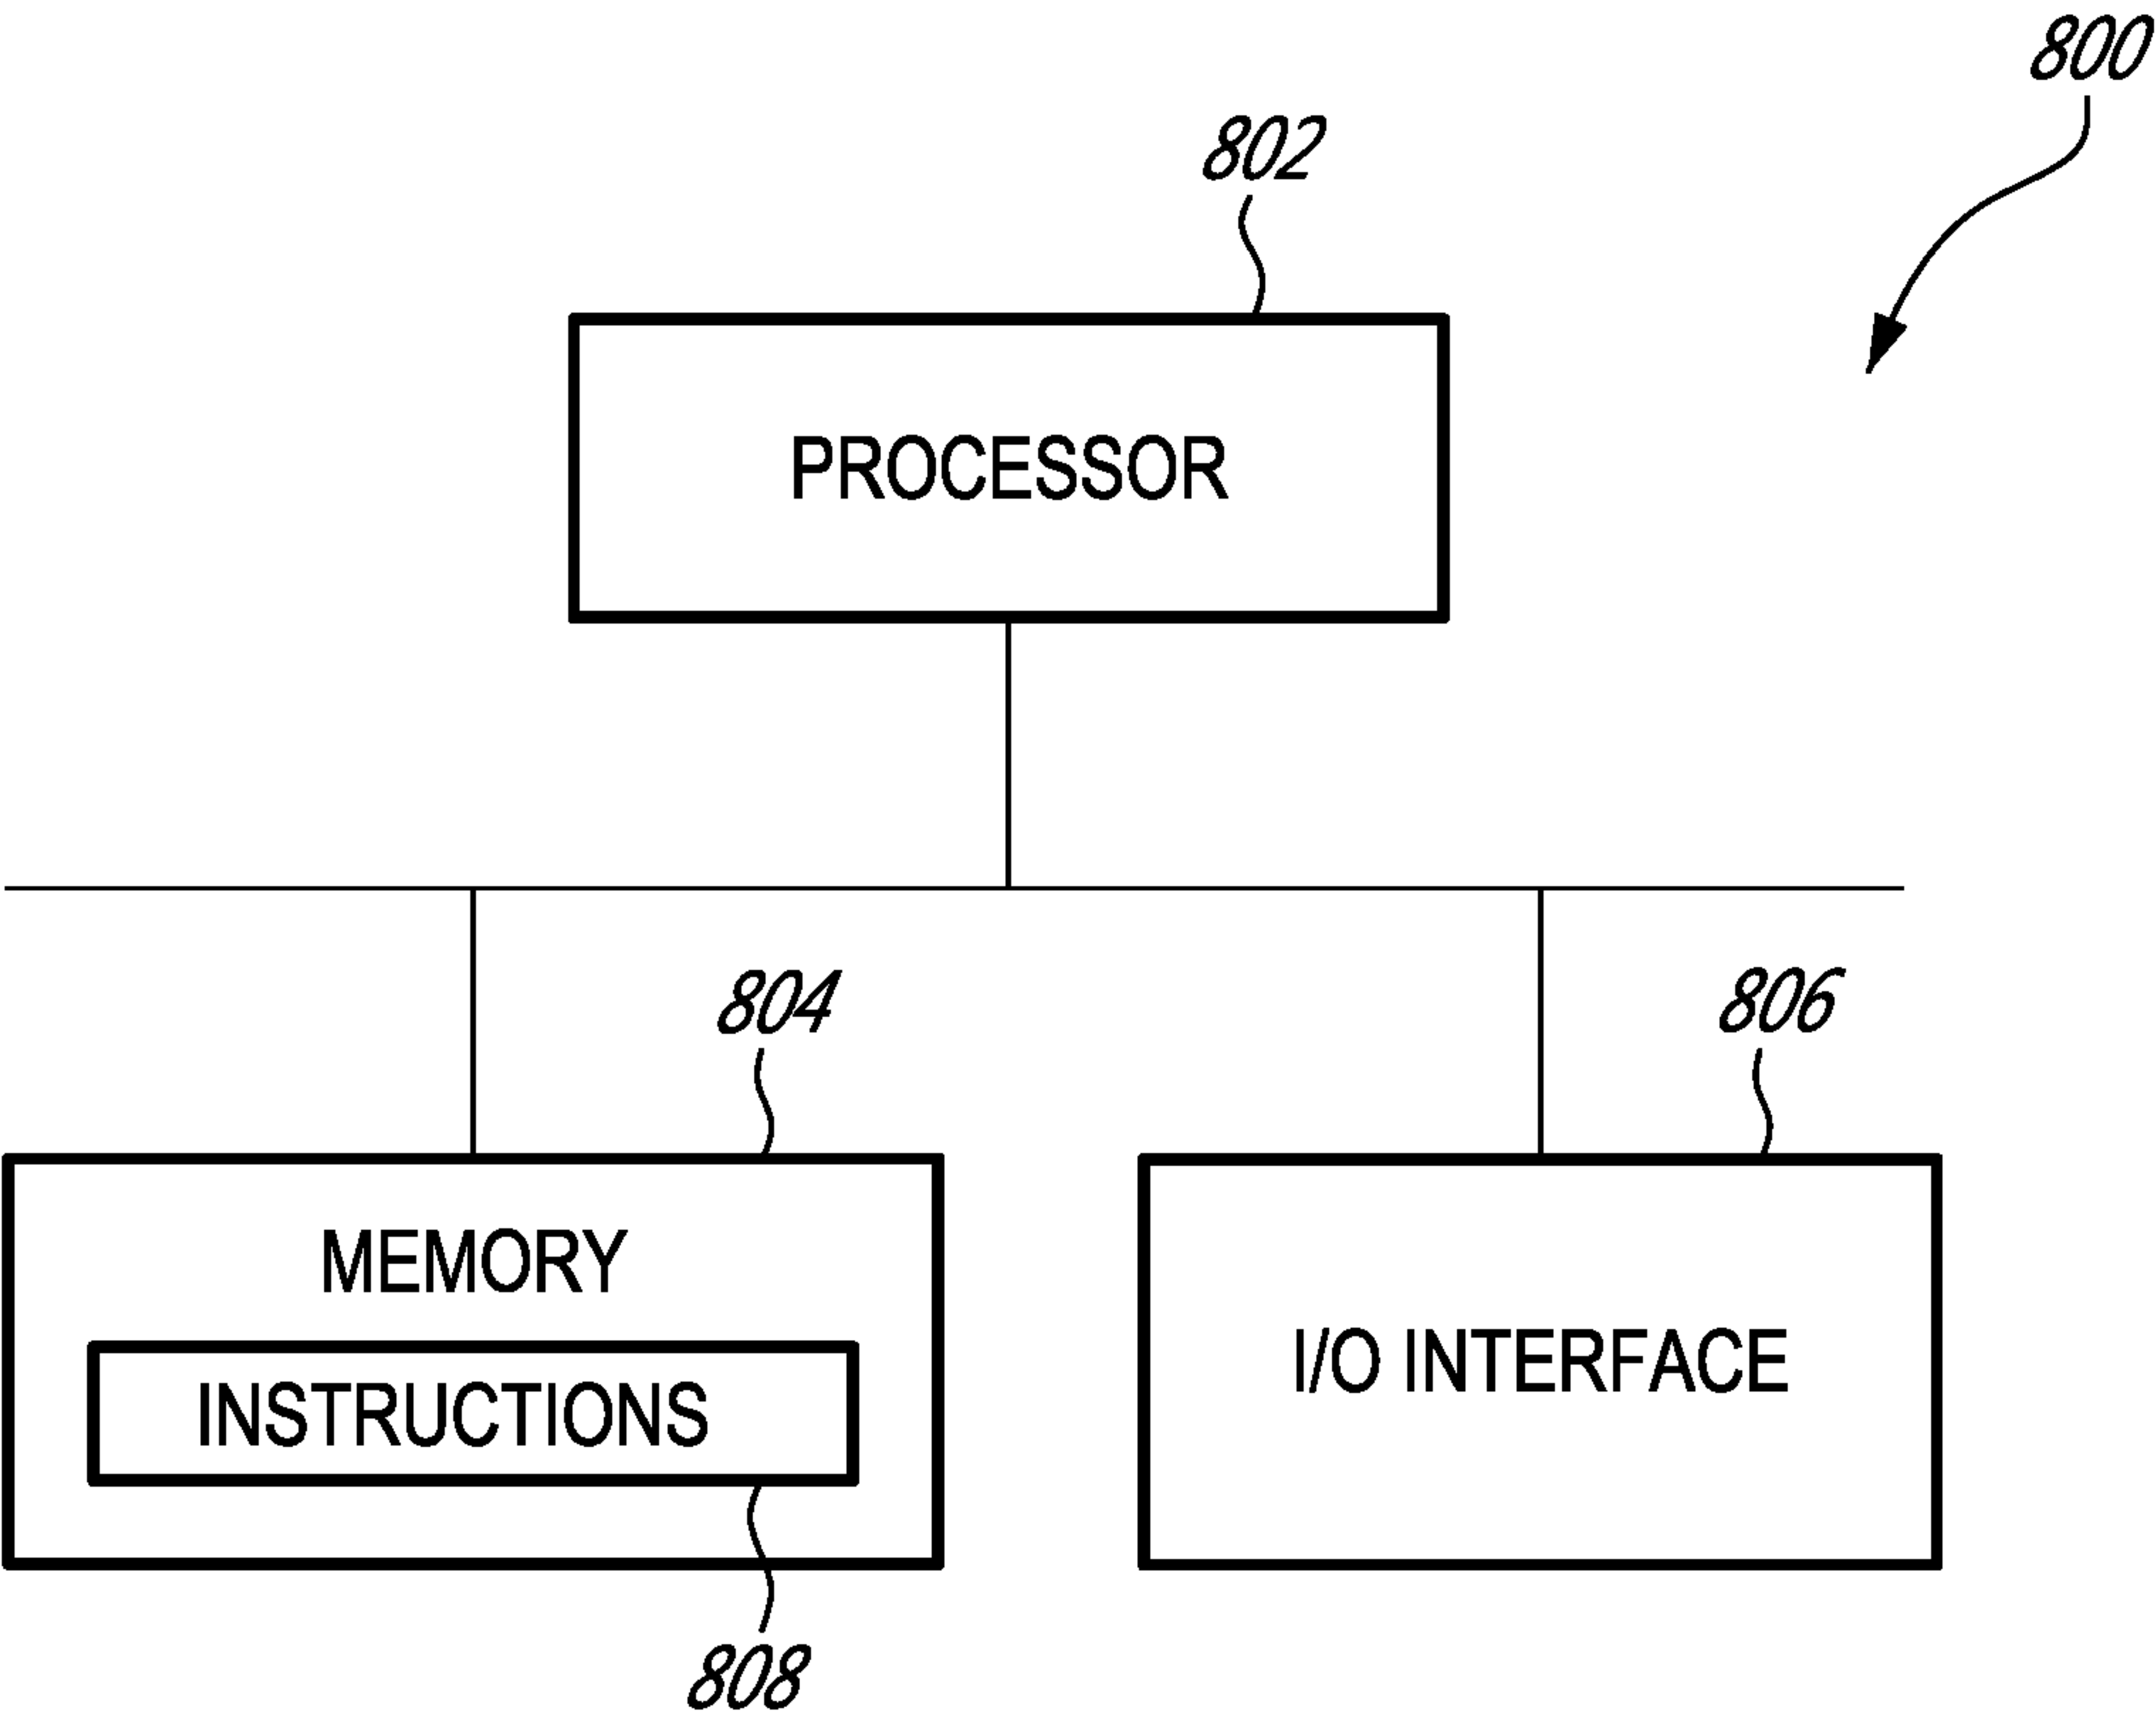 800
802
PROCESSOR
804
806
MEMORY
I/O INTERFACE
INSTRUCTIONS
808